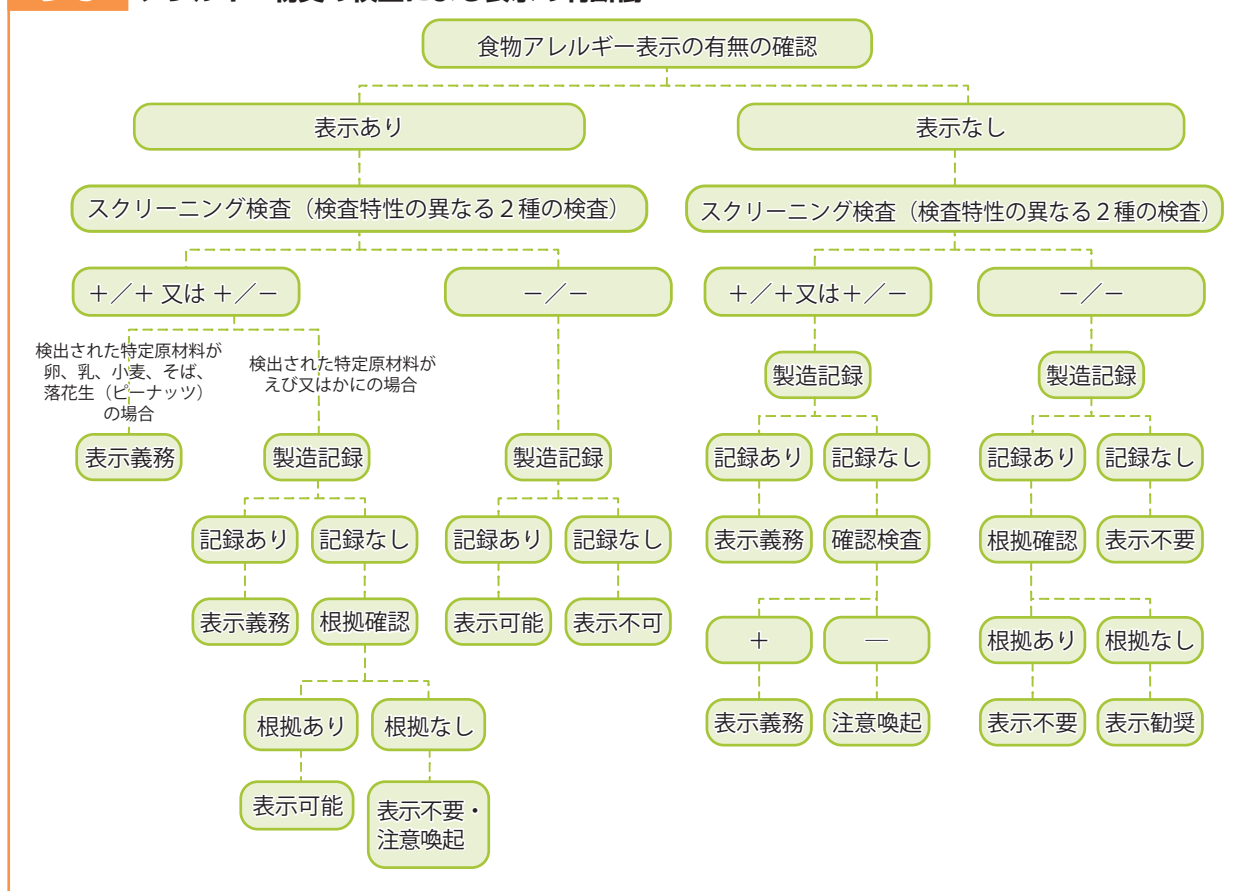 食物アレルギー表示の有無の確認
表示あり
表示なし
スクリーニング検査（検査特性の異なる２種の検査）
スクリーニング検査（検査特性の異なる２種の検査）
＋／＋ 又は ＋／－
－／－
＋／＋又は＋／－
－／－
検出された特定原材料が
卵、乳、小麦、そば、
落花生（ピーナッツ）
の場合
検出された特定原材料が
えび又はかにの場合
製造記録
製造記録
表示義務
製造記録
製造記録
記録あり
記録なし
記録あり
記録なし
記録あり
記録なし
記録あり
記録なし
表示義務
確認検査
根拠確認
表示不要
表示義務
根拠確認
表示可能
表示不可
＋
－
根拠あり
根拠なし
根拠あり
根拠なし
表示義務
注意喚起
表示不要
表示勧奨
表示可能
表示不要・
注意喚起